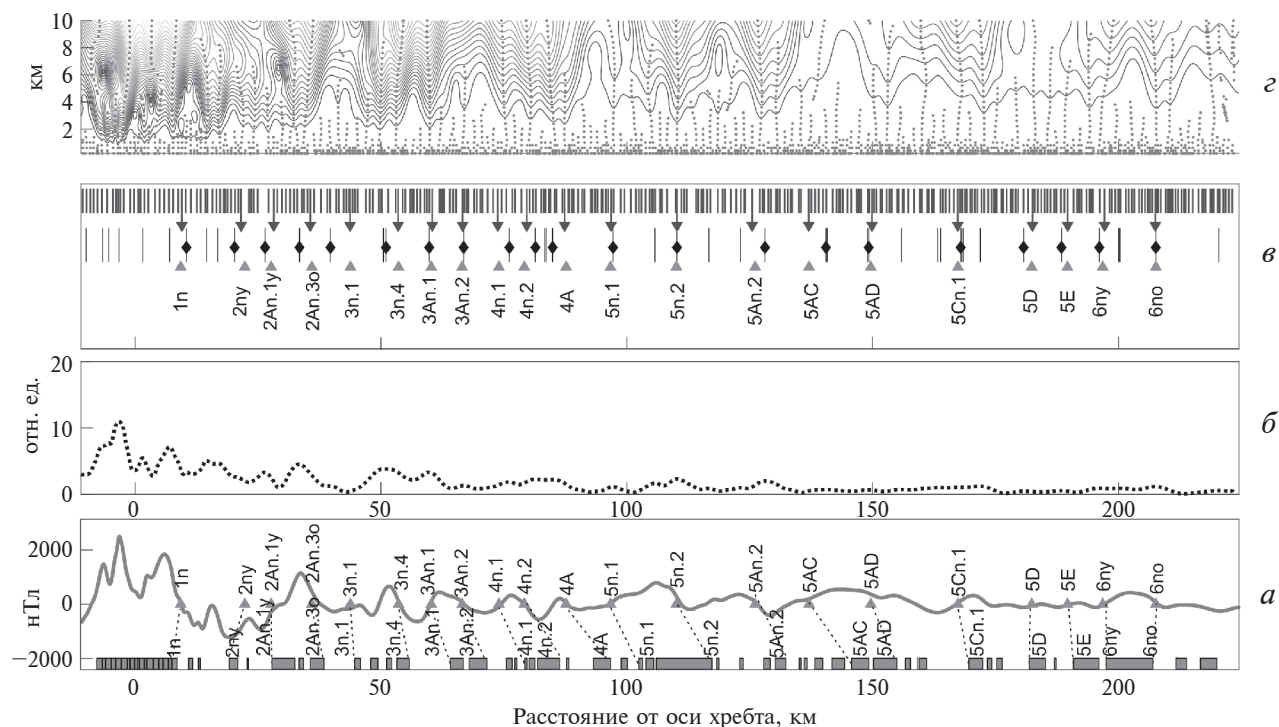 10
8
6
4
2
км
г
1n 2ny 2An.1y 2An.3o 3n.1 3n.4 3An.1 3An.2 4n.1 4n.2 4A 5n.1 5n.2 5An.2 5AC 5AD 5Cn.1 5D 5E 6ny 6no
в
20
10
0
отн. ед.
б
0 50 100 150 200
2000
0
−2000
нТл
1n 2ny 2An.1y 2An.3o 3n.1 3n.4 3An.1 3An.2 4n.1 4n.2 4A 5n.1 5n.2 5An.2 5AC 5AD 5Cn.1 5D 5E 6ny 6no
1n 2ny 2An.1y 2An.3o 3n.1 3n.4 3An.1 3An.2 4n.1 4n.2 4A 5n.1 5n.2 5An.2 5AC 5AD 5Cn.1 5D 5E 6ny 6no
а
0 50 100 150 200
Расстояние от оси хребта, км